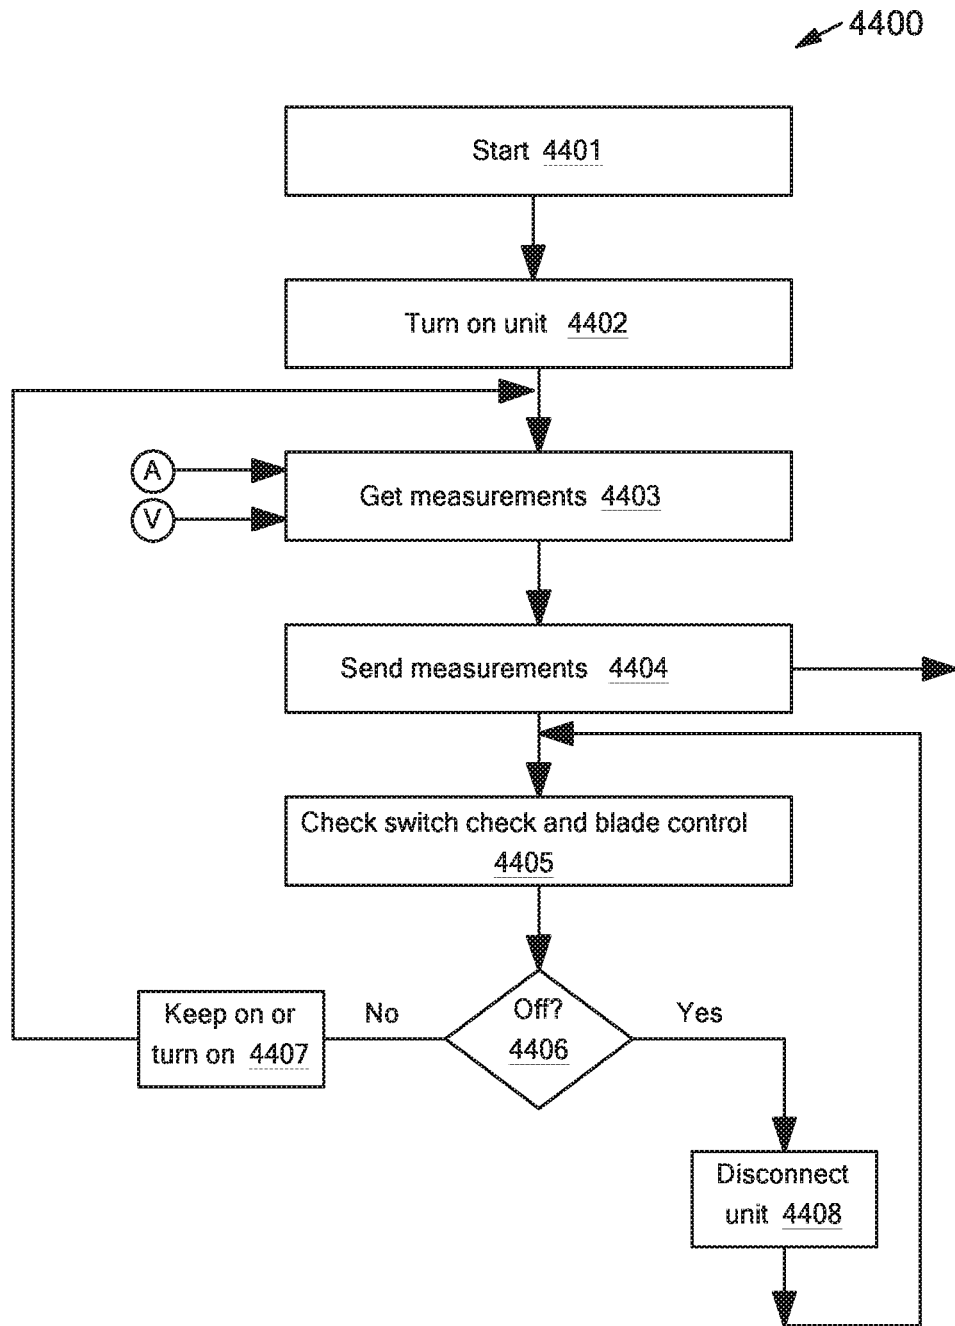 4400
Start 4401
Turn on unit 4402
A
Get measurements 4403
V
Send measurements 4404
Check switch check and blade control
4405
Keep on or
turn on 4407
No
Off?
4406
Yes
Disconnect
unit 4408